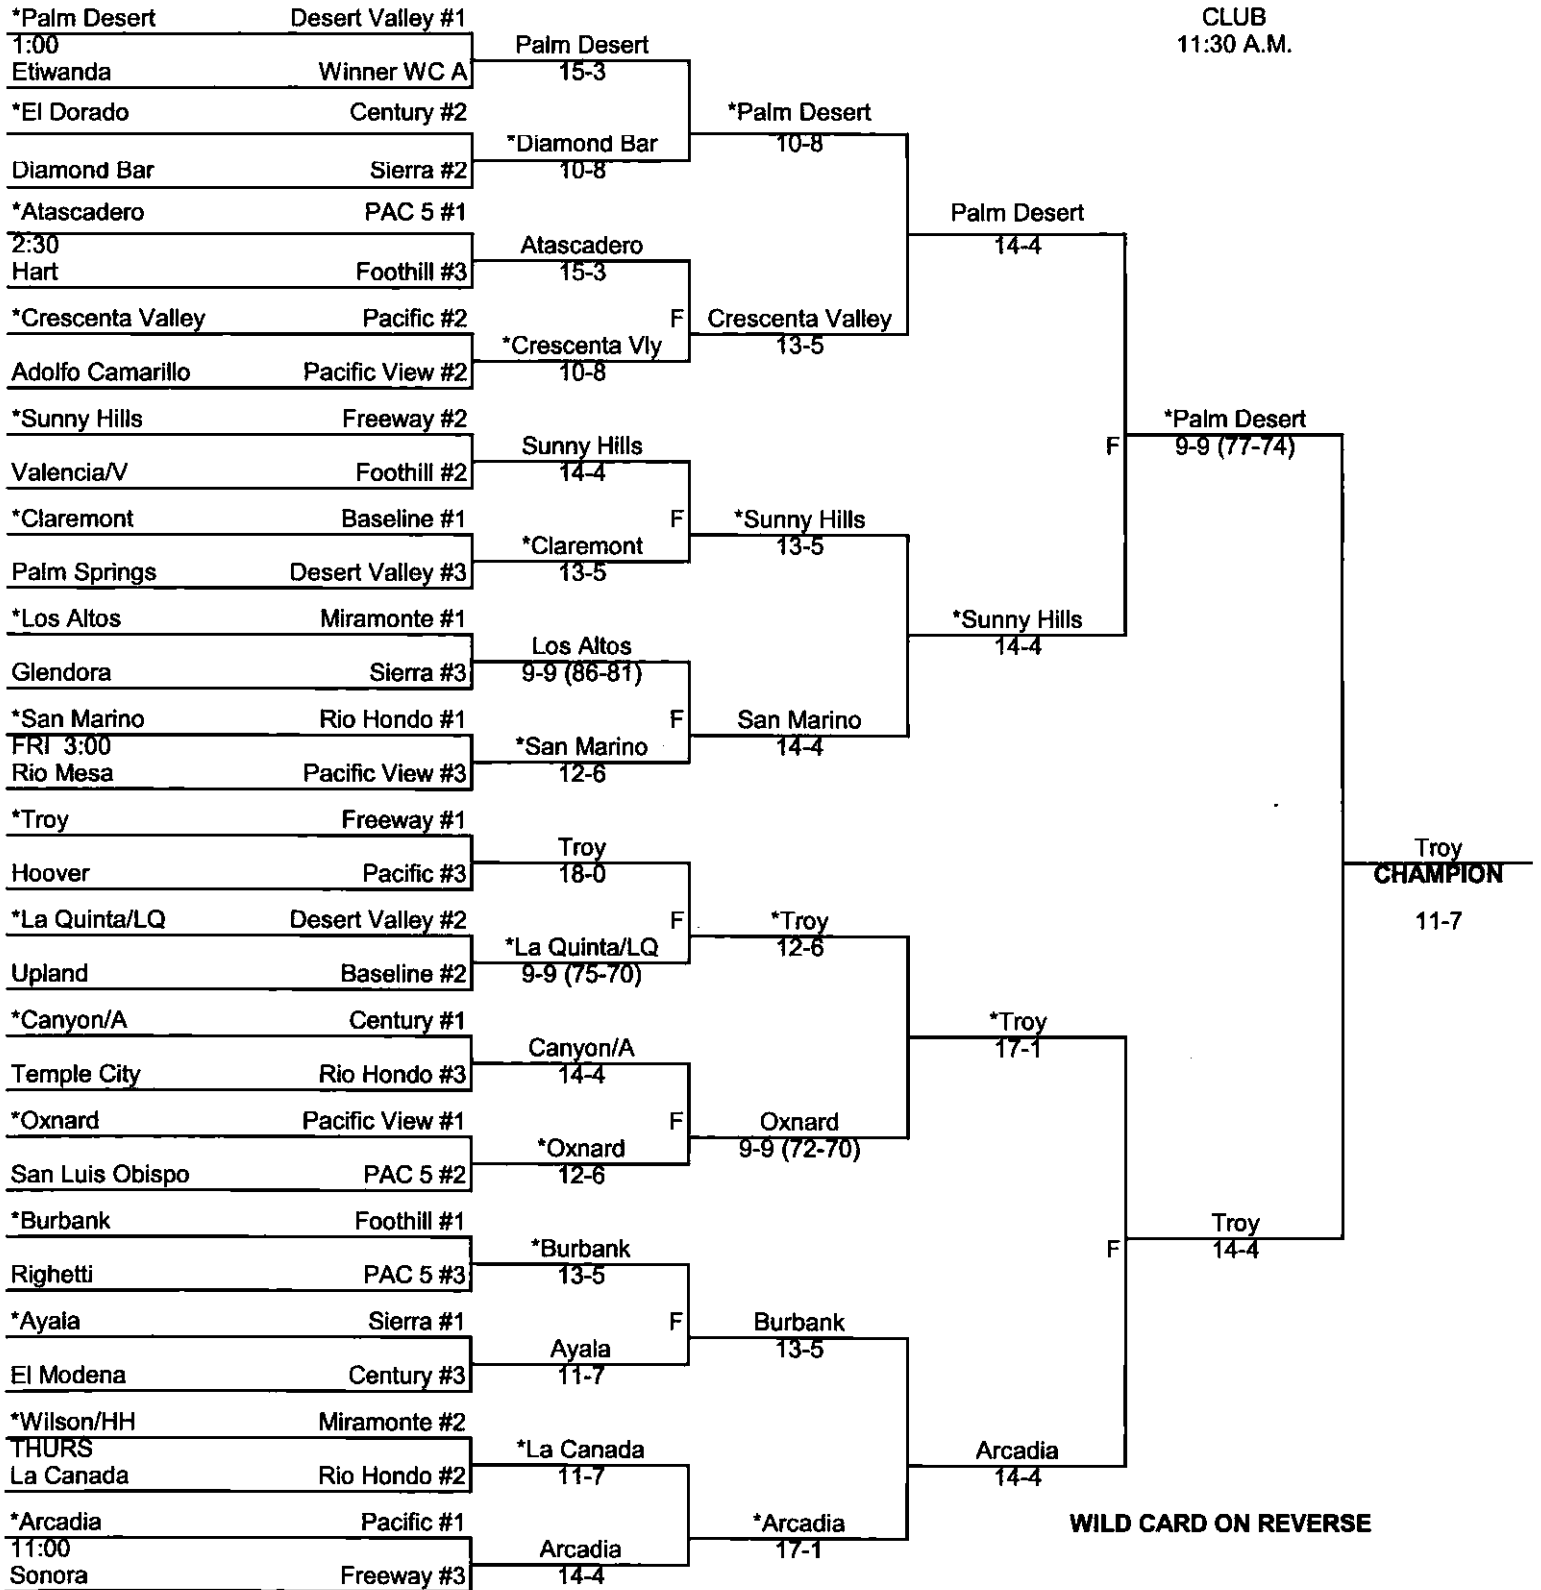 *Palm Desert Desert Valley #1
1:00
Etiwanda Winner WC A
*El Dorado Century #2
Diamond Bar Sierra #2
*Atascadero PAC 5 #1
2:30
Hart Foothill #3
*Crescenta Valley Pacific #2
Adolfo Camarillo Pacific View #2
*Sunny Hills Freeway #2
Valencia/V Foothill #2
*Claremont Baseline #1
Palm Springs Desert Valley #3
*Los Altos Miramonte #1
Glendora Sierra #3
*San Marino Rio Hondo #1
FRI 3:00
Rio Mesa Pacific View #3
*Troy Freeway #1
Hoover Pacific #3
*La Quinta/LQ Desert Valley #2
Upland Baseline #2
*Canyon/A Century #1
Temple City Rio Hondo #3
*Oxnard Pacific View #1
San Luis Obispo PAC 5 #2
*Burbank Foothill #1
Righetti PAC 5 #3
*Ayala Sierra #1
El Modena Century #3
*Wilson/HH Miramonte #2
THURS
La Canada Rio Hondo #2
*Arcadia Pacific #1
11:00
Sonora Freeway #3
Palm Desert
15-3
*Diamond Bar
10-8
Atascadero
15-3
F
*Crescenta Vly
10-8
Sunny Hills
14-4
F
*Claremont
13-5
Los Altos
9-9 (86-81)
F
*San Marino
12-6
Troy
18-0
F
*La Quinta/LQ
9-9 (75-70)
Canyon/A
14-4
F
*Oxnard
12-6
*Burbank
13-5
F
Ayala
11-7
*La Canada
11-7
Arcadia
14-4
*Palm Desert
10-8
Crescenta Valley
13-5
*Sunny Hills
13-5
San Marino
14-4
*Troy
12-6
Oxnard
9-9 (72-70)
Burbank
13-5
*Arcadia
17-1
Palm Desert
14-4
F
*Sunny Hills
14-4
*Troy
17-1
F
Arcadia
14-4
CLUB
11:30 A.M.
*Palm Desert
9-9 (77-74)
Troy
14-4
Troy
CHAMPION
11-7
WILD CARD ON REVERSE